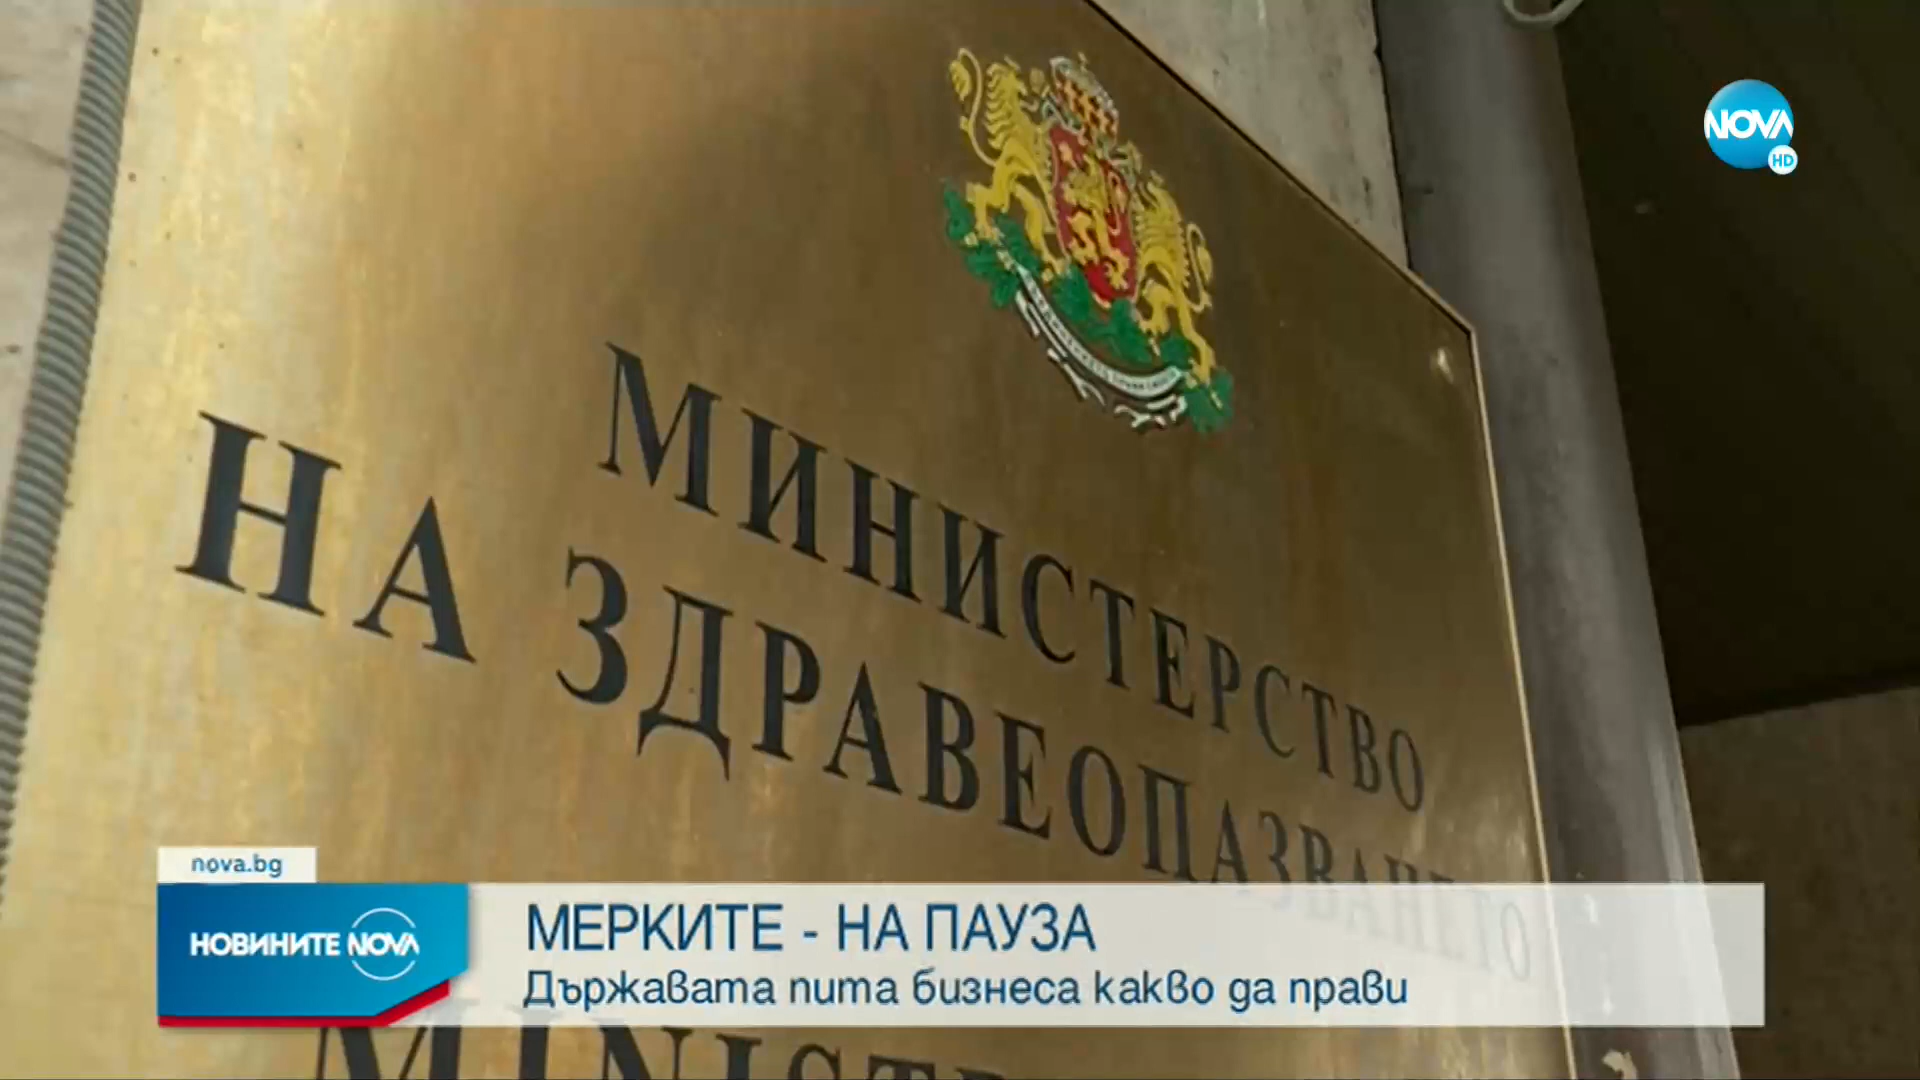 NOVA
HD
МИНИСТЕРСТВО
НА ЗДРАВЕОПАЗВАНЕТО
nova.bg
НОВИНИТЕ NOVA
МЕРКИТЕ - НА ПАУЗА
Държавата пита бизнеса какво да прави